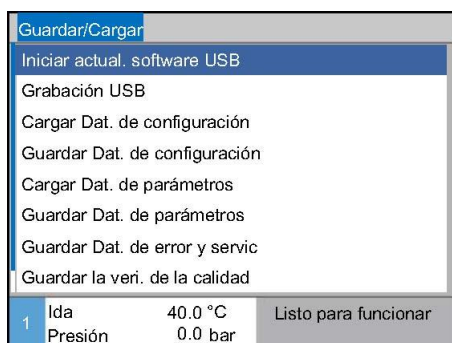 Guardar/Cargar
Iniciar actual. software USB
Grabación USB
Cargar Dat. de configuración
Guardar Dat. de configuración
Cargar Dat. de parámetros
Guardar Dat. de parámetros
Guardar Dat. de error y servic
Guardar la veri. de la calidad
1 Ida 40.0 °C Listo para funcionar
Presión 0.0 bar